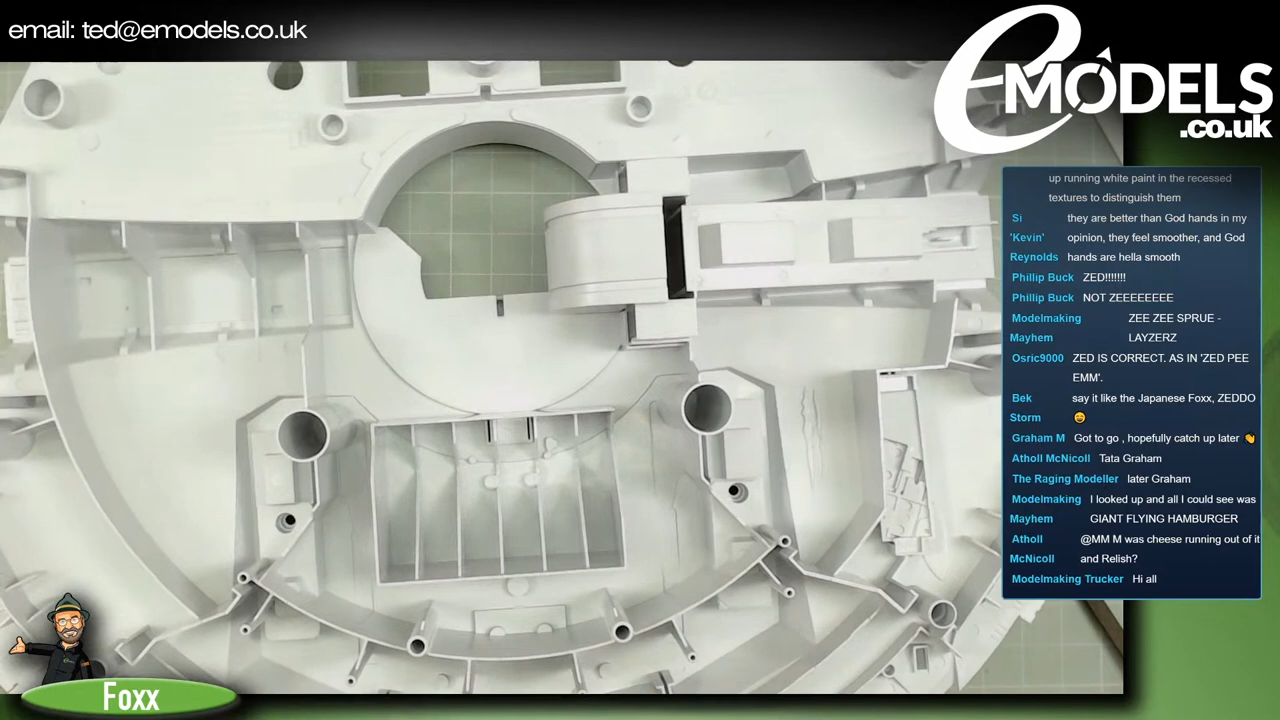 email: ted@emodels.co.uk
eMODELS
.co.uk
up running white paint in the recessed
textures to distinguish them
Si they are better than God hands in my
'Kevin' opinion, they feel smoother, and God
Reynolds hands are hella smooth
Phillip Buck ZED!!!!!!!
Phillip Buck NOT ZEEEEEEEE
Modelmaking ZEE ZEE SPRUE -
Mayhem LAYZERZ
Osric9000 ZED IS CORRECT. AS IN 'ZED PEE
EMM'.
Bek say it like the Japanese Foxx, ZEDDO
Storm 😄
Graham M Got to go , hopefully catch up later 👏
Atholl McNicoll Tata Graham
The Raging Modeller later Graham
Modelmaking I looked up and all I could see was
Mayhem GIANT FLYING HAMBURGER
Atholl @MM M was cheese running out of it
McNicoll and Relish?
Modelmaking Trucker Hi all
Foxx